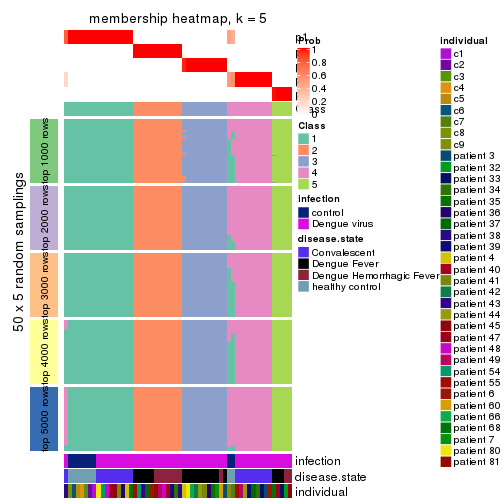 membership heatmap, k = 5
Prob
1
0.8
0.6
0.4
0.2
0
Class
1
2
3
4
5
infection
control
Dengue virus
disease.state
Convalescent
Dengue Fever
Dengue Hemorrhagic Fever
healthy control
individual
c1
c2
c3
c4
c5
c6
c7
c8
c9
patient 3
patient 32
patient 33
patient 34
patient 35
patient 36
patient 37
patient 38
patient 39
patient 4
patient 40
patient 41
patient 42
patient 43
patient 44
patient 45
patient 47
patient 48
patient 49
patient 54
patient 55
patient 6
patient 60
patient 66
patient 68
patient 7
patient 80
patient 81
50 x 5 random samplings
top 1000 rows
top 2000 rows
top 3000 rows
top 4000 rows
top 5000 rows
p1
infection
disease.state
individual